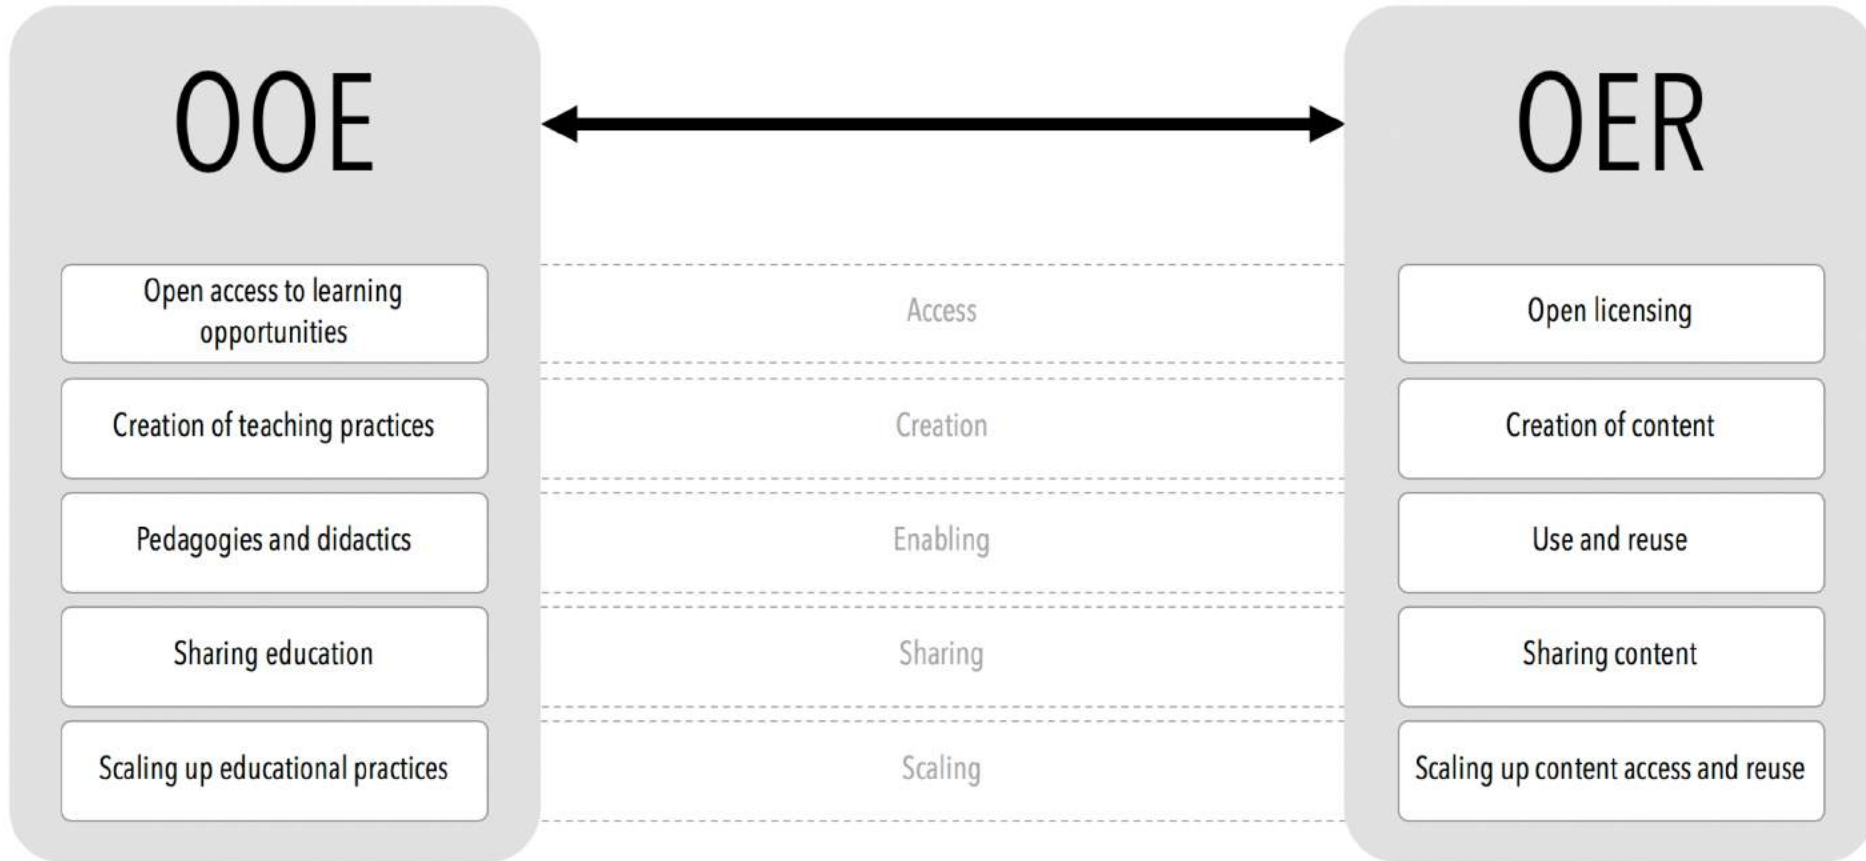 OOE
OER
Open access to learning
opportunities
Access
Open licensing
Creation of teaching practices
Creation
Creation of content
Pedagogies and didactics
Enabling
Use and reuse
Sharing education
Sharing
Sharing content
Scaling up educational practices
Scaling
Scaling up content access and reuse